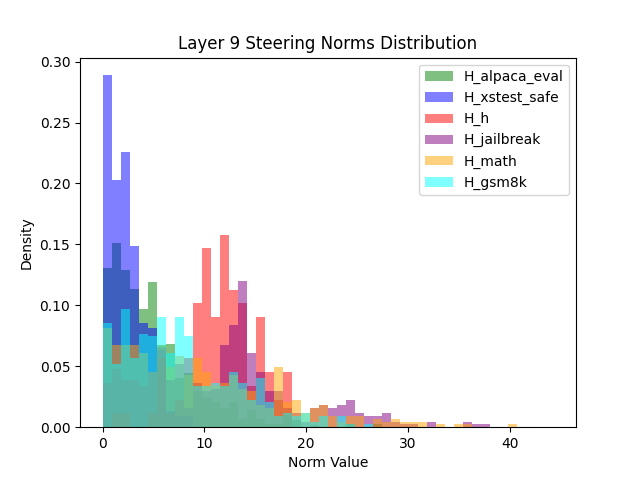 Layer 9 Steering Norms Distribution
H_alpaca_eval
H_xstest_safe
H_h
H_jailbreak
H_math
H_gsm8k
0.30
0.25
0.20
0.15
0.10
0.05
0.00
Density
0 10 20 30 40
Norm Value